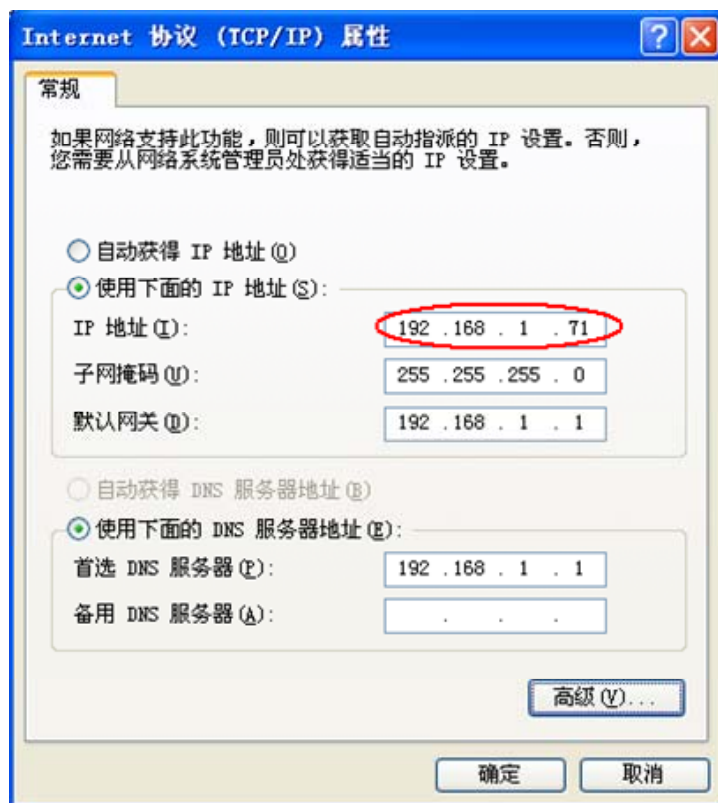 Internet 协议 (TCP/IP) 属性
常规
如果网络支持此功能，则可以获取自动指派的 IP 设置。否则，
您需要从网络系统管理员处获得适当的 IP 设置。
自动获得 IP 地址(O)
使用下面的 IP 地址(S):
IP 地址(I): 192 .168 . 1 . 71
子网掩码(U): 255 .255 .255 . 0
默认网关(D): 192 .168 . 1 . 1
自动获得 DNS 服务器地址(B)
使用下面的 DNS 服务器地址(E):
首选 DNS 服务器(P): 192 .168 . 1 . 1
备用 DNS 服务器(A): . . .
高级(V)...
确定 取消